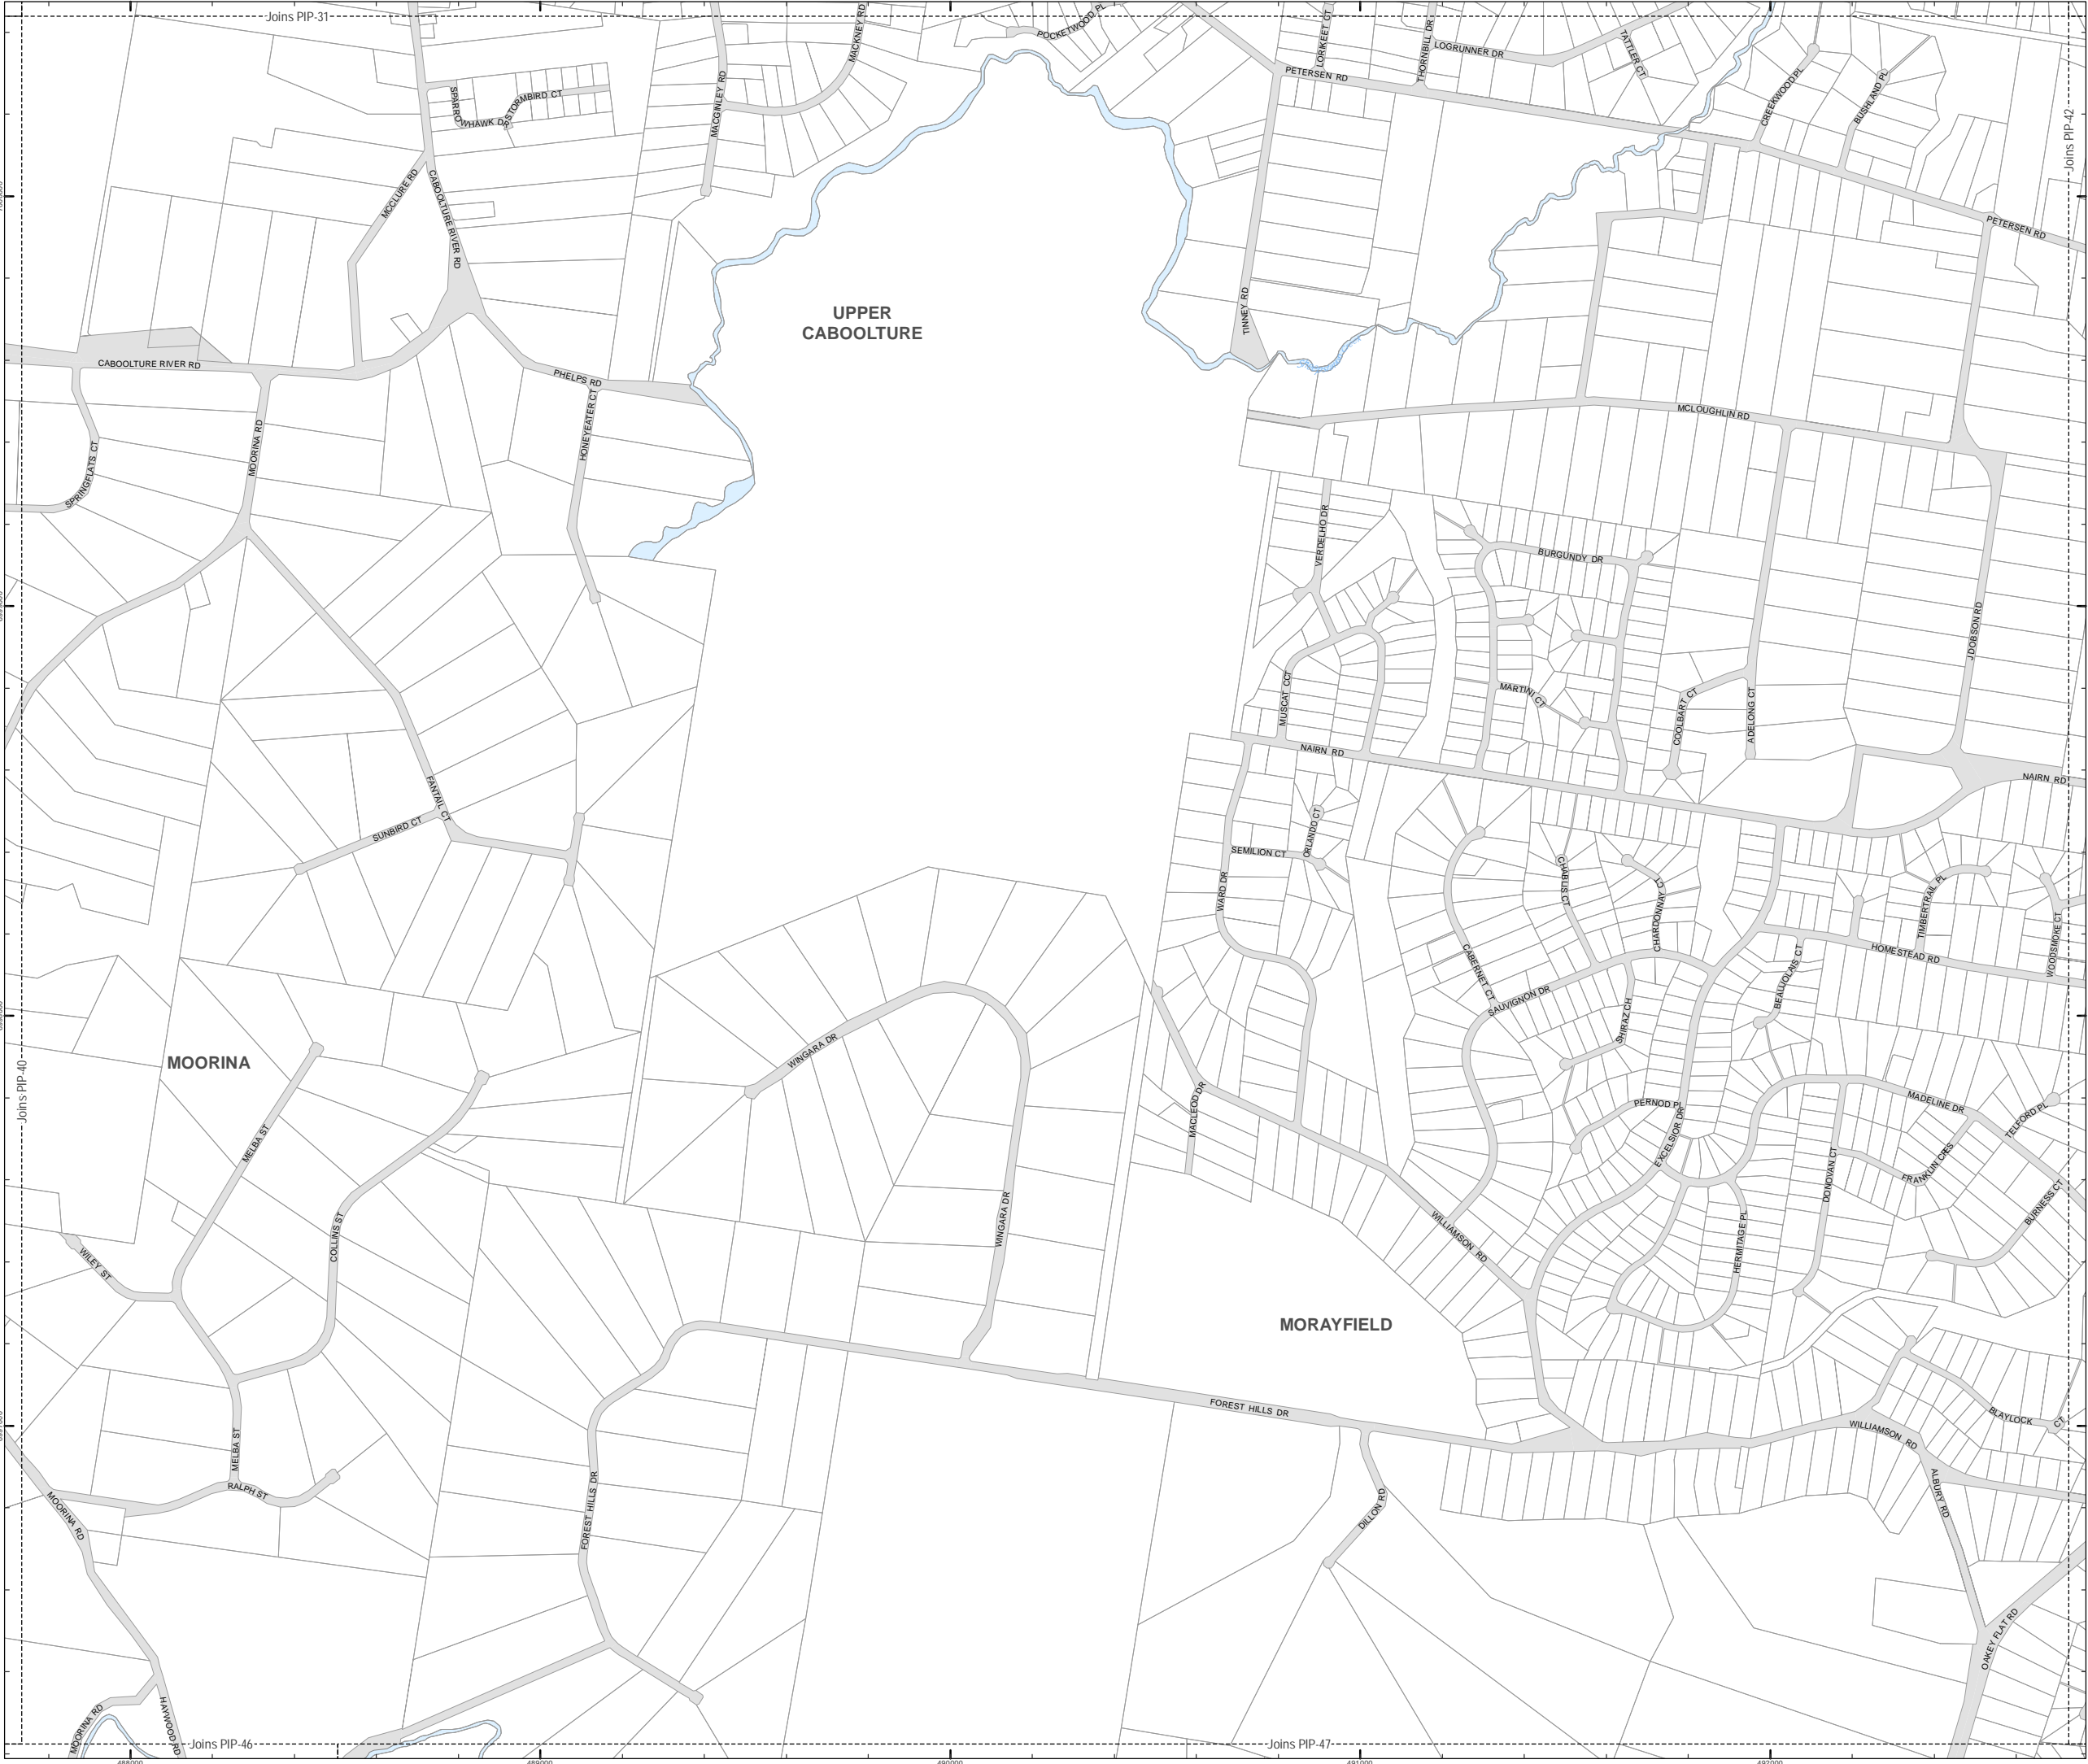 Joins PIP-31
MACKNEY RD
POCKETWOOD PL
LORIKEET CT
THORNBILL DR
LOGRUNNER DR
TATTLER CT
PETERSEN RD
CREEKWOOD PL
BUSHLAND PL
SPARROWHAWK DR
STORMBIRD CT
MACGINLEY RD
Joins PIP-42
MCCLURE RD
CABOOLTURE RIVER RD
PETERSEN RD
UPPER
CABOOLTURE
TINNEY RD
CABOOLTURE RIVER RD
PHELPS RD
HONEYEATER CT
MCLOUGHLIN RD
MOORINA RD
SPRINGFLATS CT
VERDELHO DR
BURGUNDY DR
J DOBSON RD
MUSCAT CCT
MARTINI CT
COOLBART CT
ADELONG CT
NAIRN RD
NAIRN RD
FANTAIL CT
SUNBIRD CT
ORLANDO CT
SEMILION CT
WARD DR
CHABLIS CT
CHARDONNAY CT
TIMBERTRAIL PL
HOMESTEAD RD
WOODSMOKE CT
CABERNET CT
SAUVIGNON DR
BEAUJOLAIS CT
SHIRAZ CH
MOORINA
WINGARA DR
Joins PIP-40
MACLEOD DR
PERNOD PL
EXCELSIOR DR
MADELINE DR
TELFORD PL
MELBA ST
DONOVAN CT
FRANKLIN CRES
BURNESS CT
COLLINS ST
WINGARA DR
WILLIAMSON RD
HERMITAGE PL
WILEY ST
MORAYFIELD
FOREST HILLS DR
BLAYLOCK CT
WILLIAMSON RD
MELBA ST
RALPH ST
MOORINA RD
FOREST HILLS DR
DILLON RD
ALBURY RD
OAKEY FLAT RD
MOORINA RD
HAYWOOD RD
Joins PIP-46
Joins PIP-47
488000
489000
490000
491000
492000